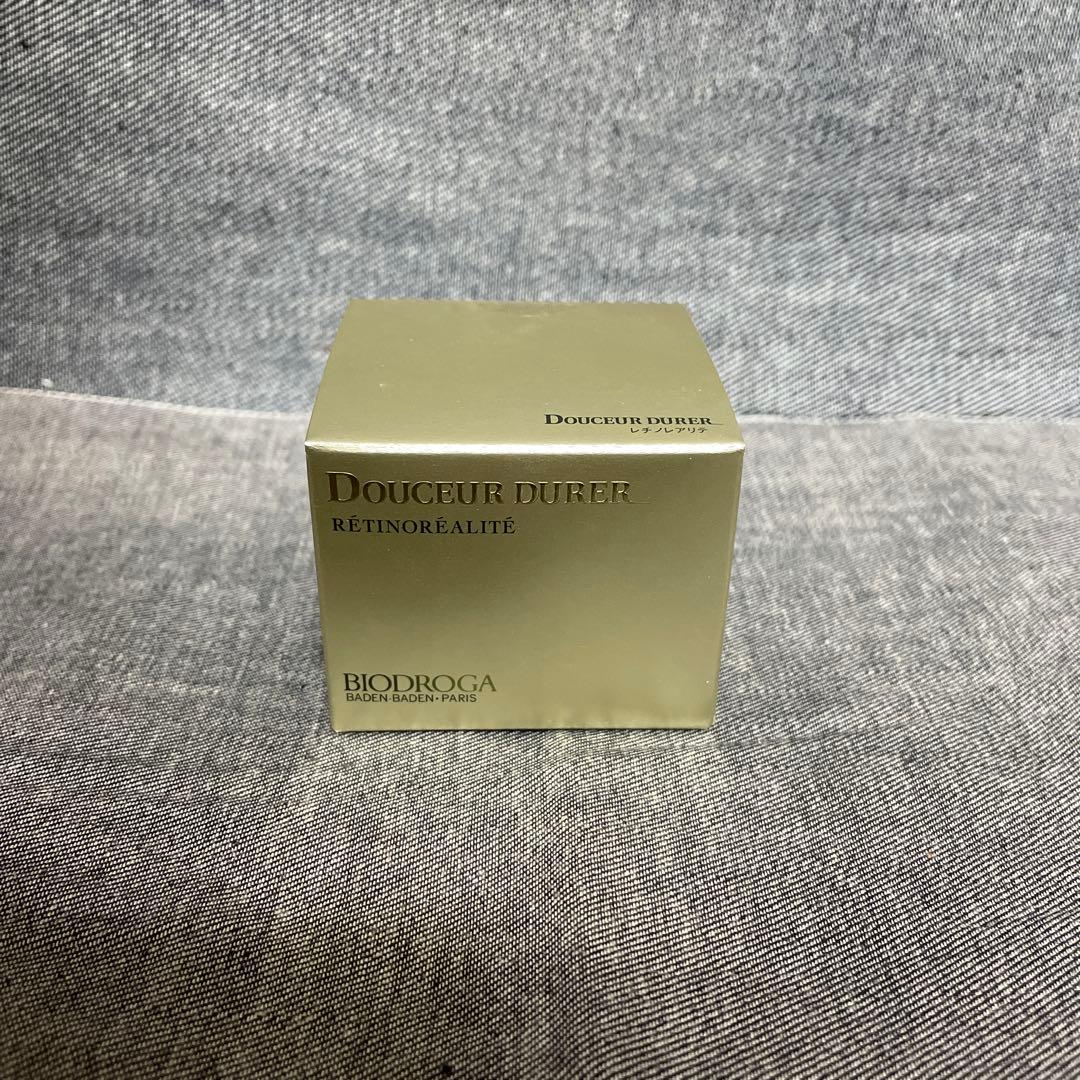 DOUCEUR DURER
レチノレアリテ
DOUCEUR DURER
RÉTINORÉALITÉ
BIODROGA
BADEN-BADEN・PARIS